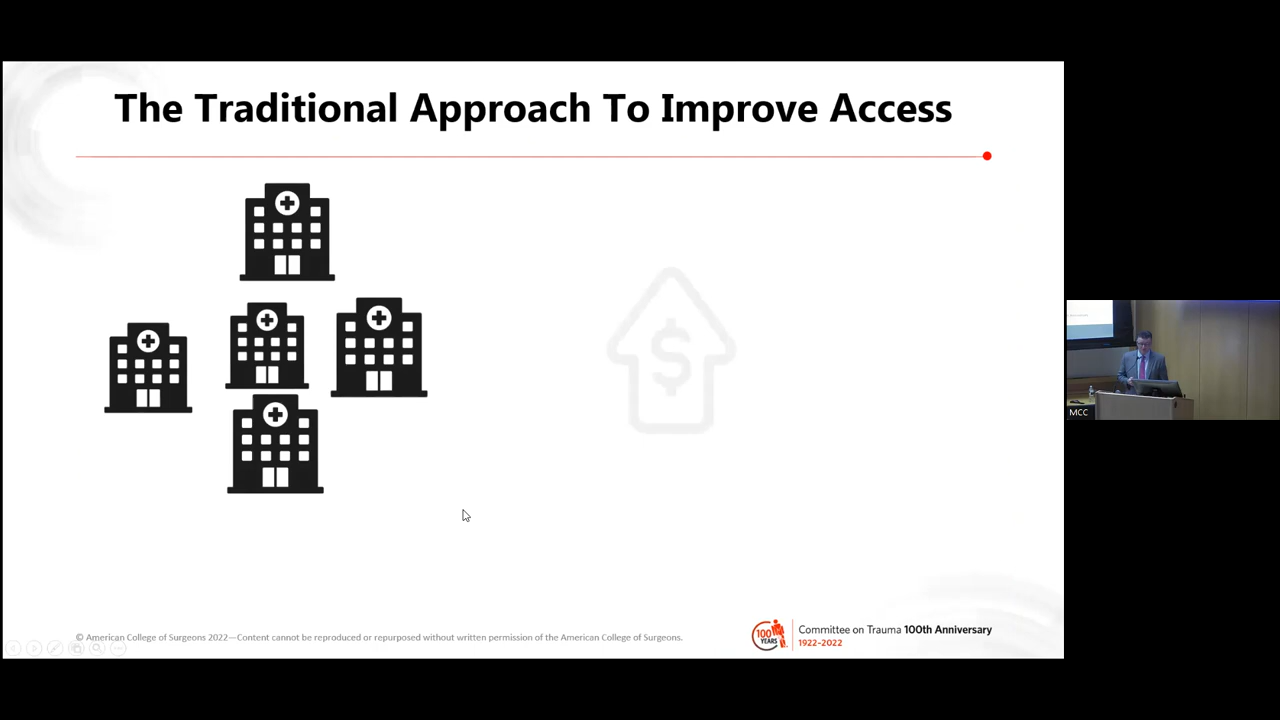 The Traditional Approach To Improve Access
$
MCC
© American College of Surgeons 2022—Content cannot be reproduced or repurposed without written permission of the American College of Surgeons.
100
YEARS
Committee on Trauma 100th Anniversary
1922-2022